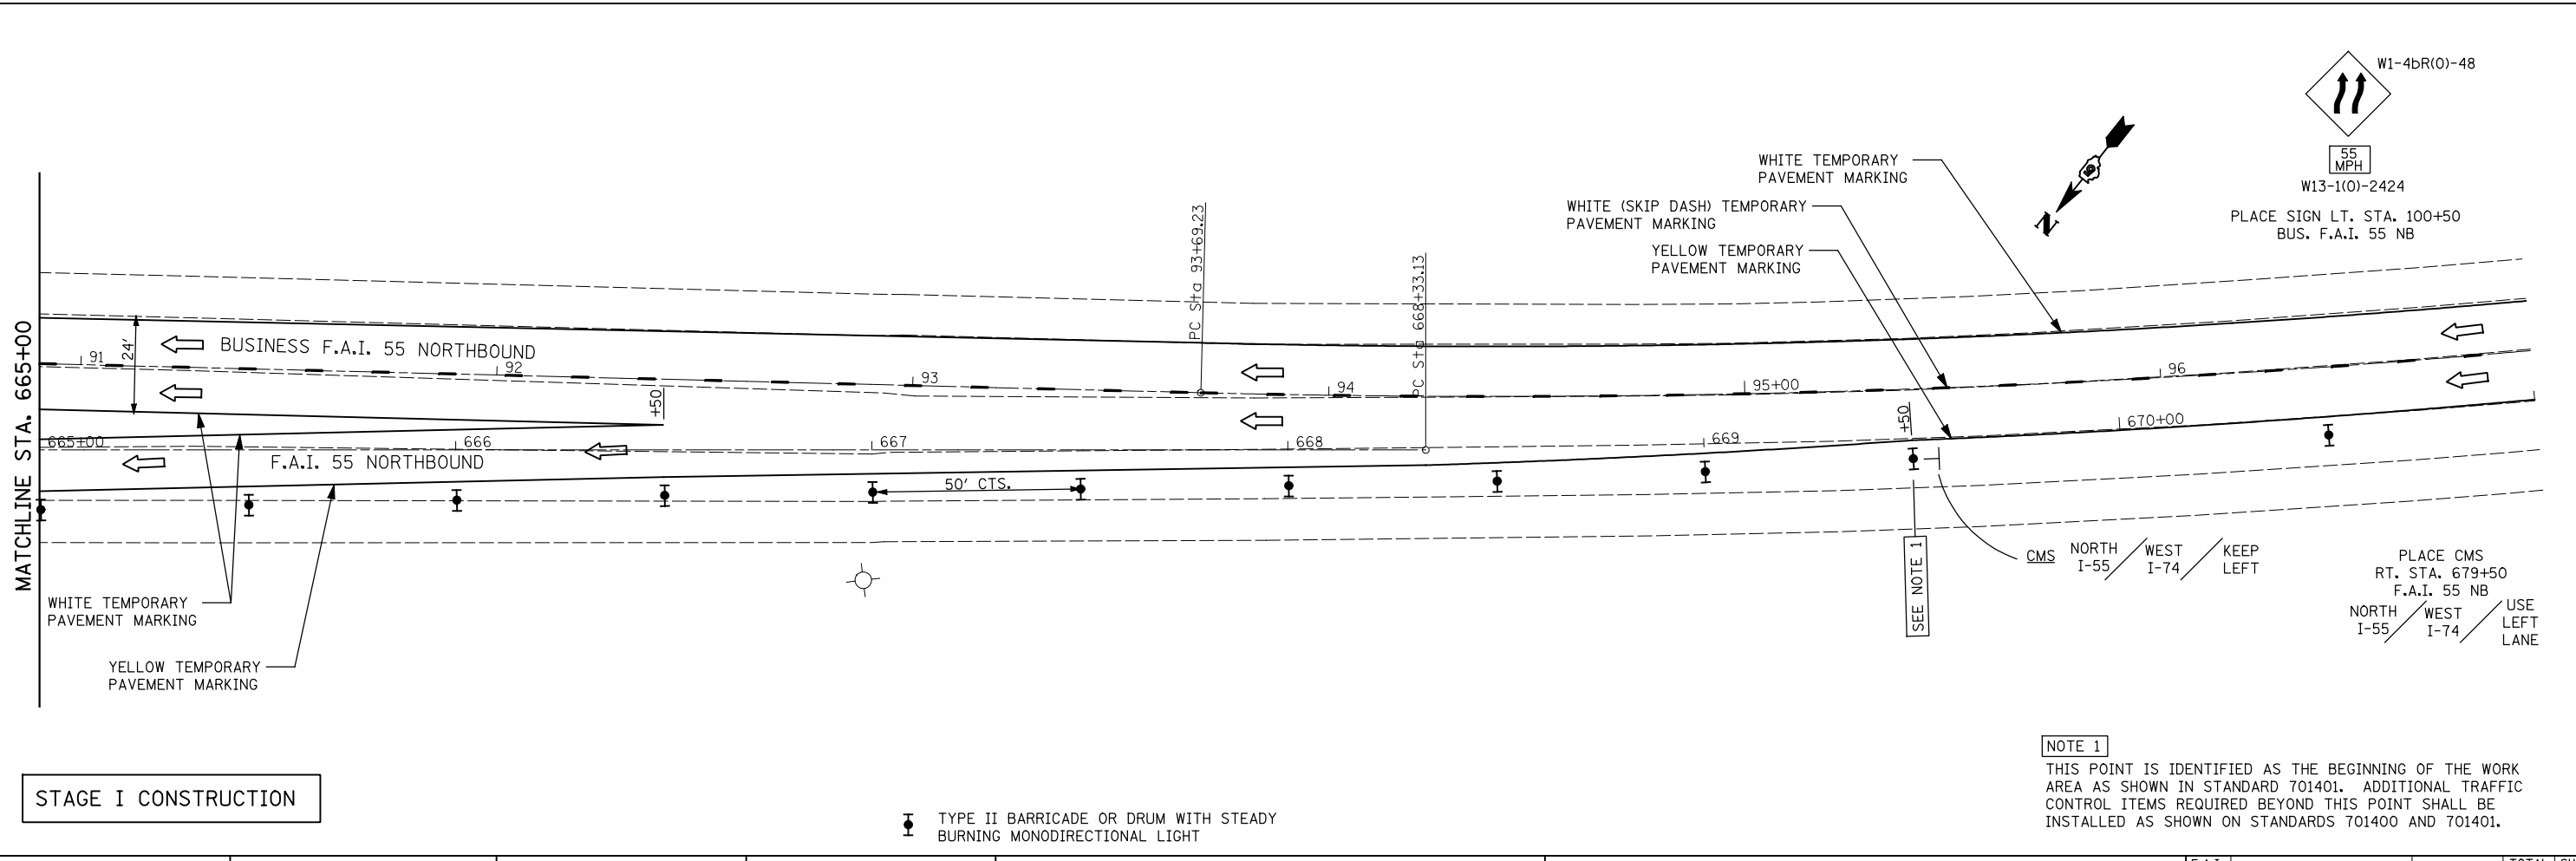 W1-4bR(O)-48
55
MPH
W13-1(O)-2424
PLACE SIGN LT. STA. 100+50
BUS. F.A.I. 55 NB
N
WHITE TEMPORARY
PAVEMENT MARKING
WHITE (SKIP DASH) TEMPORARY
PAVEMENT MARKING
YELLOW TEMPORARY
PAVEMENT MARKING
PC Sta 93+69.23
PC Sta 668+33.13
MATCHLINE STA. 665+00
24'
BUSINESS F.A.I. 55 NORTHBOUND
91
92
93
94
95+00
96
+50
+50
665+00
666
667
668
669
670+00
F.A.I. 55 NORTHBOUND
50' CTS.
SEE NOTE 1
CMS
NORTH
I-55
WEST
I-74
KEEP
LEFT
PLACE CMS
RT. STA. 679+50
F.A.I. 55 NB
NORTH
I-55
WEST
I-74
USE
LEFT
LANE
WHITE TEMPORARY
PAVEMENT MARKING
YELLOW TEMPORARY
PAVEMENT MARKING
STAGE I CONSTRUCTION
TYPE II BARRICADE OR DRUM WITH STEADY
BURNING MONODIRECTIONAL LIGHT
NOTE 1
THIS POINT IS IDENTIFIED AS THE BEGINNING OF THE WORK
AREA AS SHOWN IN STANDARD 701401. ADDITIONAL TRAFFIC
CONTROL ITEMS REQUIRED BEYOND THIS POINT SHALL BE
INSTALLED AS SHOWN ON STANDARDS 701400 AND 701401.